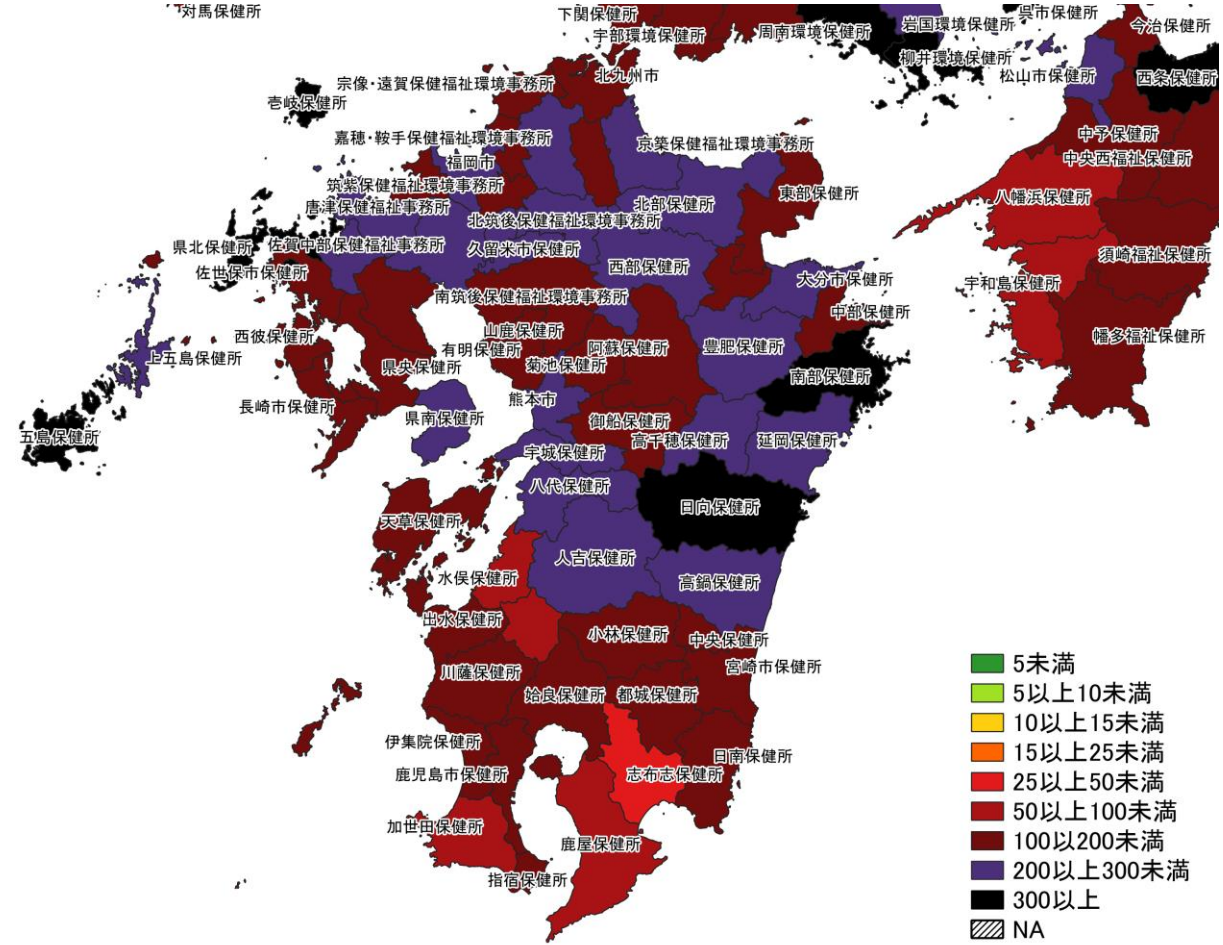 対馬保健所
下関保健所
宇部環境保健所
周南環境保健所
岩国環境保健所
呉市保健所
今治保健所
柳井環境保健所
松山市保健所
西条保健所
北九州市
宗像・遠賀保健福祉環境事務所
壱岐保健所
嘉穂・鞍手保健福祉環境事務所
京築保健福祉環境事務所
中予保健所
福岡市
中央西福祉保健所
筑紫保健福祉環境事務所
東部保健所
八幡浜保健所
唐津保健福祉事務所
北部保健所
北筑後保健福祉環境事務所
県北保健所
佐賀中部保健福祉事務所
久留米市保健所
須崎福祉保健所
佐世保市保健所
西部保健所
大分市保健所
宇和島保健所
南筑後保健福祉環境事務所
中部保健所
西彼保健所
山鹿保健所
幡多福祉保健所
有明保健所
阿蘇保健所
豊肥保健所
上五島保健所
県央保健所
菊池保健所
南部保健所
長崎市保健所
熊本市
県南保健所
御船保健所
五島保健所
高千穂保健所
延岡保健所
宇城保健所
八代保健所
日向保健所
天草保健所
人吉保健所
水俣保健所
高鍋保健所
出水保健所
小林保健所
中央保健所
宮崎市保健所
川薩保健所
姶良保健所
都城保健所
伊集院保健所
日南保健所
鹿児島市保健所
志布志保健所
加世田保健所
鹿屋保健所
指宿保健所
5未満
5以上10未満
10以上15未満
15以上25未満
25以上50未満
50以上100未満
100以200未満
200以上300未満
300以上
NA